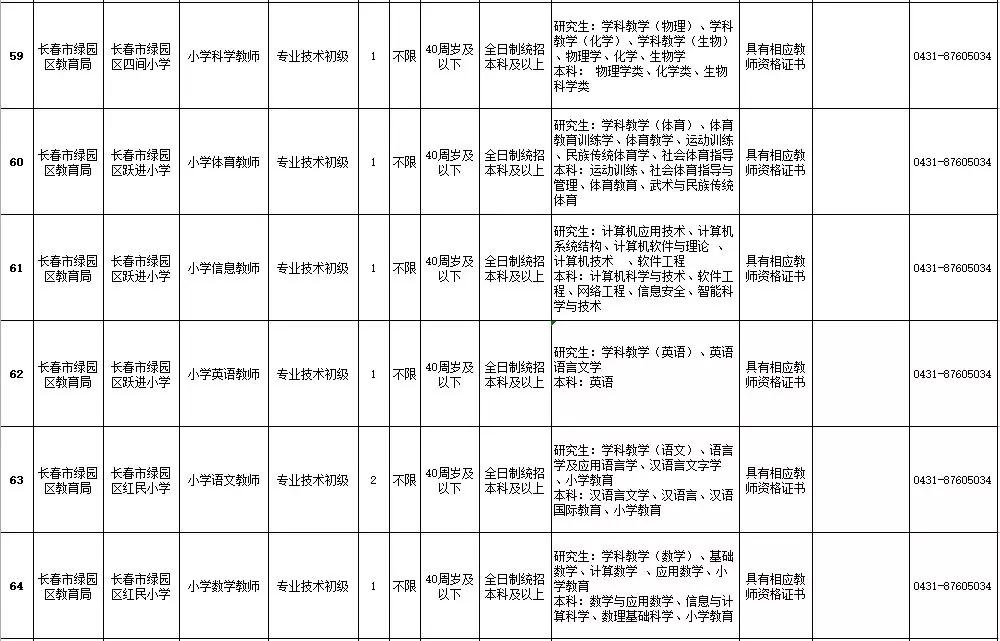 59
长春市绿园
区教育局
长春市绿园
区四间小学
小学科学教师
专业技术初级
1
不限
40周岁及
以下
全日制统招
本科及以上
研究生：学科教学（物理）、学科
教学（化学）、学科教学（生物）
、物理学、化学、生物学
本科： 物理学类、化学类、生物
科学类
具有相应教
师资格证书
0431-87605034
60
长春市绿园
区教育局
长春市绿园
区跃进小学
小学体育教师
专业技术初级
1
不限
40周岁及
以下
全日制统招
本科及以上
研究生：学科教学（体育）、体育
教育训练学、体育教学、运动训练
、民族传统体育学、社会体育指导
本科：运动训练、社会体育指导与
管理、体育教育、武术与民族传统
体育
具有相应教
师资格证书
0431-87605034
61
长春市绿园
区教育局
长春市绿园
区跃进小学
小学信息教师
专业技术初级
1
不限
40周岁及
以下
全日制统招
本科及以上
研究生：计算机应用技术、计算机
系统结构、计算机软件与理论 、
计算机技术 、软件工程
本科：计算机科学与技术、软件工
程、网络工程、信息安全、智能科
学与技术
具有相应教
师资格证书
0431-87605034
62
长春市绿园
区教育局
长春市绿园
区跃进小学
小学英语教师
专业技术初级
1
不限
40周岁及
以下
全日制统招
本科及以上
研究生：学科教学（英语）、英语
语言文学
本科：英语
具有相应教
师资格证书
0431-87605034
63
长春市绿园
区教育局
长春市绿园
区红民小学
小学语文教师
专业技术初级
2
不限
40周岁及
以下
全日制统招
本科及以上
研究生：学科教学（语文）、语言
学及应用语言学、汉语言文字学
、小学教育
本科：汉语言文学、汉语言、汉语
国际教育、小学教育
具有相应教
师资格证书
0431-87605034
64
长春市绿园
区教育局
长春市绿园
区红民小学
小学数学教师
专业技术初级
1
不限
40周岁及
以下
全日制统招
本科及以上
研究生：学科教学（数学）、基础
数学、计算数学 、应用数学、小
学教育
本科：数学与应用数学、信息与计
算科学、数理基础科学、小学教育
具有相应教
师资格证书
0431-87605034